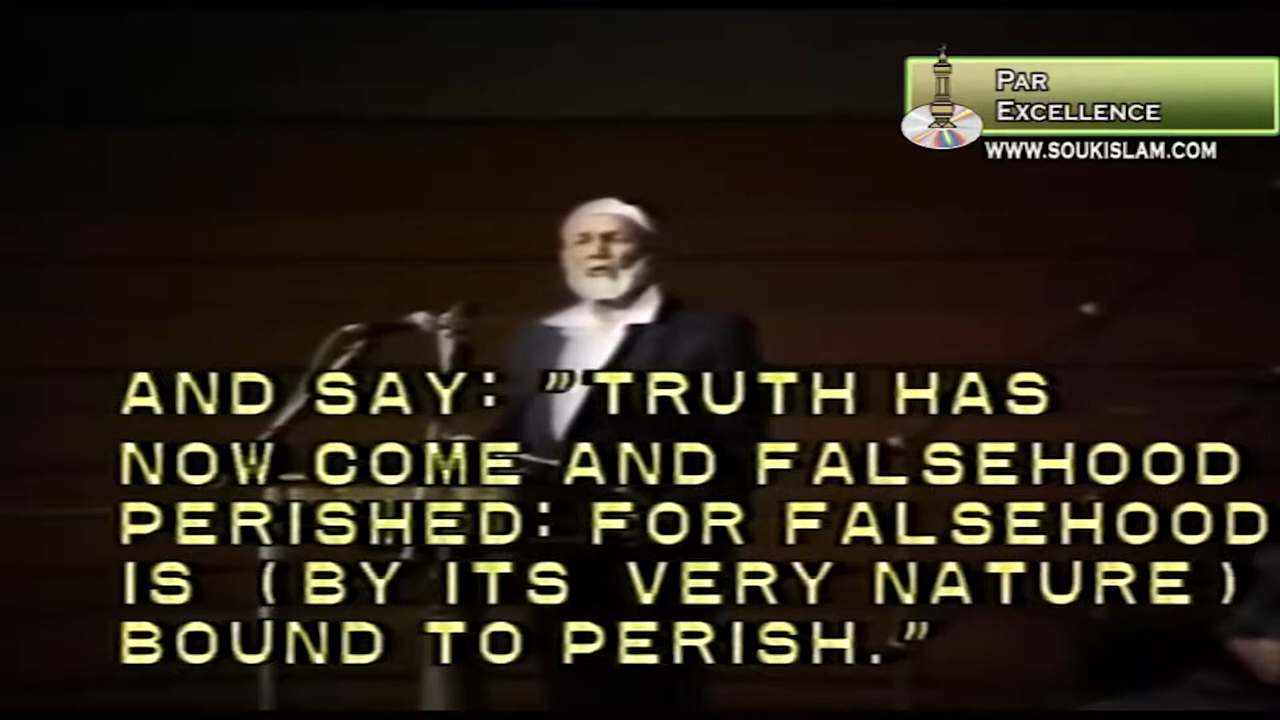 PAR
EXCELLENCE
WWW.SOUKISLAM.COM
AND SAY: "TRUTH HAS
NOW COME AND FALSEHOOD
PERISHED: FOR FALSEHOOD
IS (BY ITS VERY NATURE)
BOUND TO PERISH."